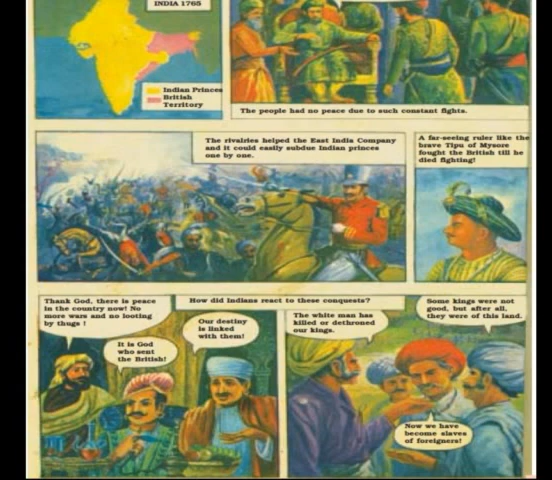 INDIA 1765
Indian Princes
British
Territory
The people had no peace due to such constant fights.
The rivalries helped the East India Company
and it could easily subdue Indian princes
one by one.
A far-seeing ruler like the
brave Tipu of Mysore
fought the British till he
died fighting!
Thank God, there is peace
in the country now! No
more wars and no looting
by thugs !
It is God
who sent
the British!
Our destiny
is linked
with them!
How did Indians react to these conquests?
The white man has
killed or dethroned
our kings.
Some kings were not
good, but after all,
they were of this land.
Now we have
become slaves
of foreigners!